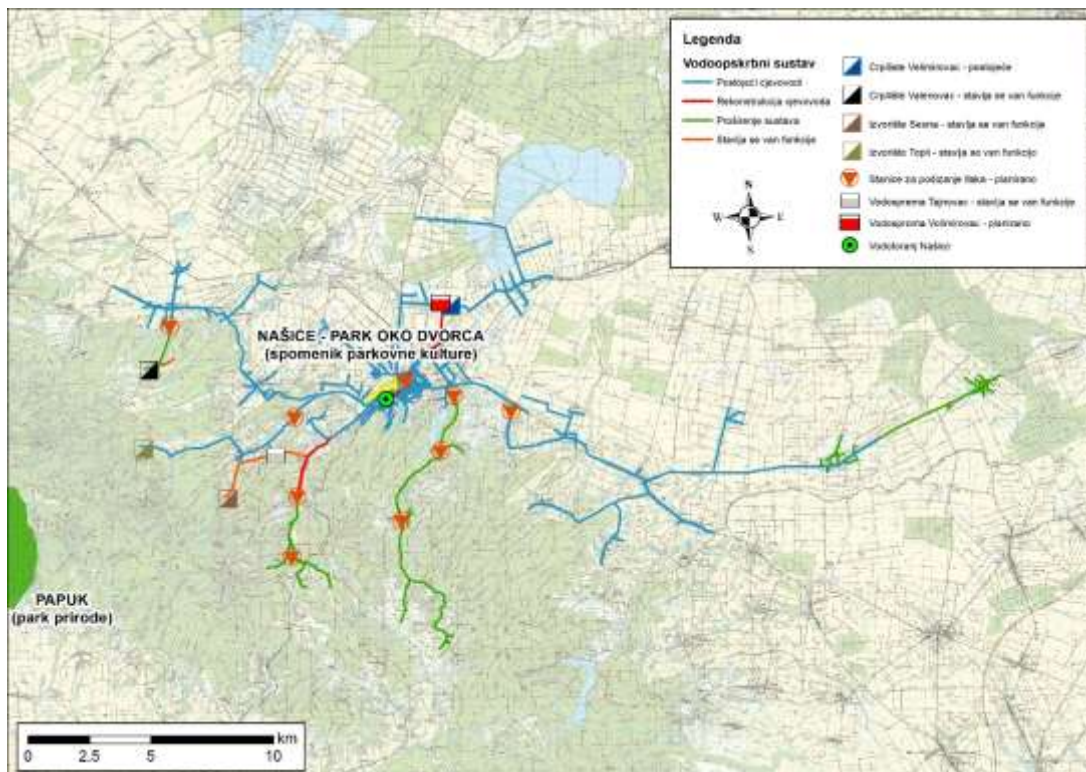 Legenda
Vodoopskrbni sustav
Postojeći cjevovodi
Rekonstrukcija cjevovoda
Proširenje sustava
Stavlja se van funkcije
Crpilište Velimirovac - postojeće
Crpilište Vatenovac - stavlja se van funkcije
Izvorište Seona - stavlja se van funkcije
Izvorište Topli - stavlja se van funkcije
Stanice za podizanje tlaka - planirano
Vodosprema Tajnovac - stavlja se van funkcije
Vodosprema Velimirovac - planirano
Vodotoranj Našice
N
W E
S
NAŠICE - PARK OKO DVORCA
(spomenik parkovne kulture)
PAPUK
(park prirode)
km
0 2.5 5 10